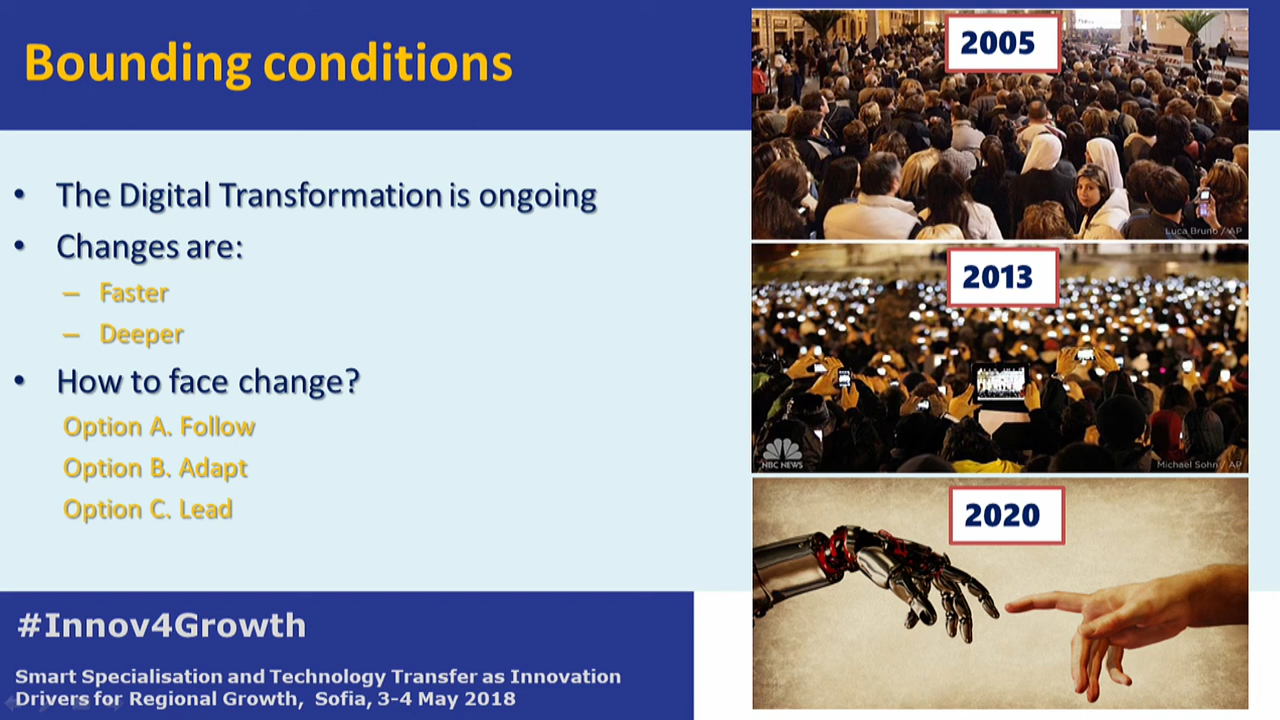 Bounding conditions
• The Digital Transformation is ongoing
• Changes are:
– Faster
– Deeper
• How to face change?
Option A. Follow
Option B. Adapt
Option C. Lead
#Innov4Growth
Smart Specialisation and Technology Transfer as Innovation
Drivers for Regional Growth, Sofia, 3-4 May 2018
2005
Luca Bruno / AP
2013
NBC NEWS
Michael Sohn / AP
2020